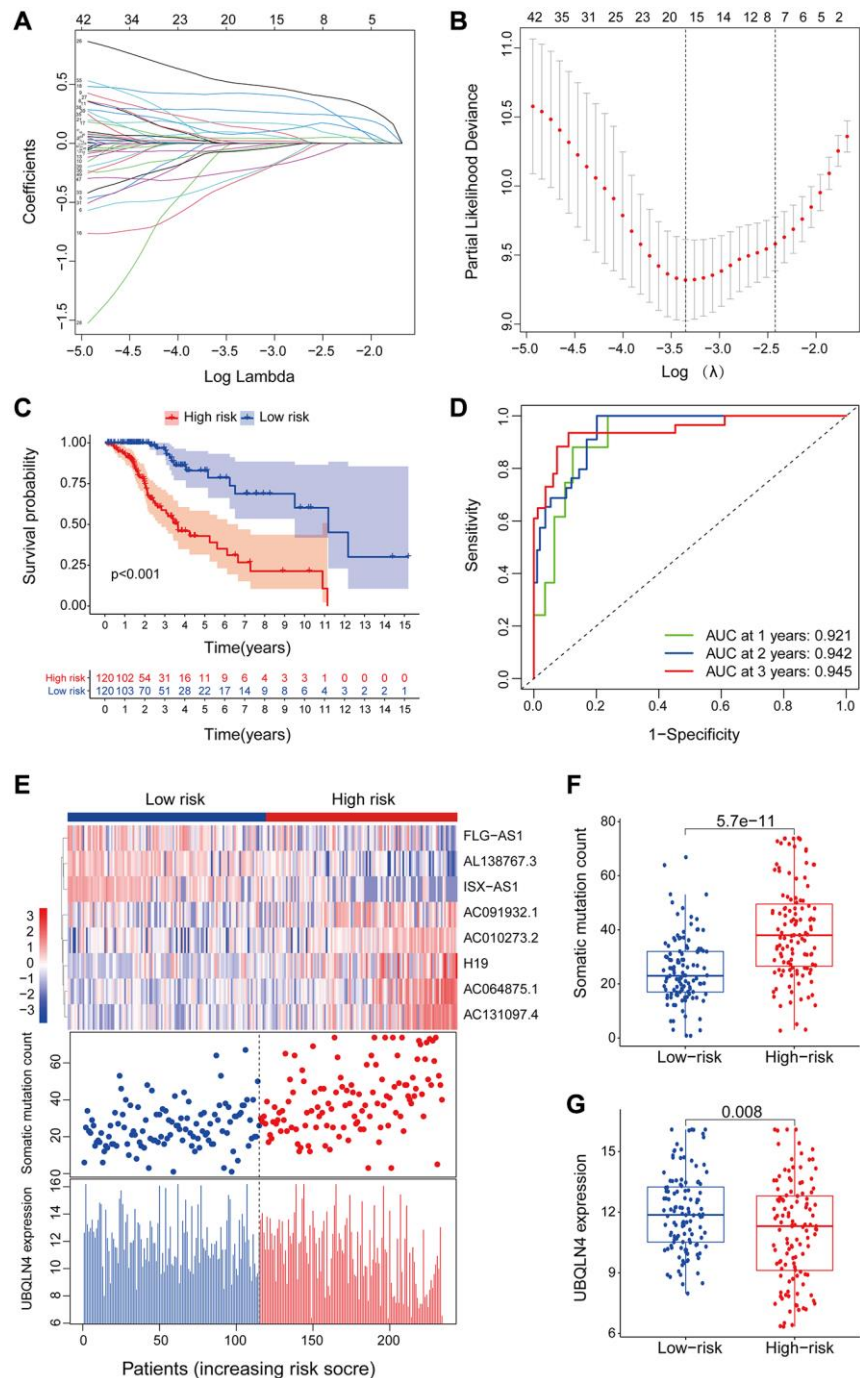 A
42 34 23 20 15 8 5
0.5
0.0
−0.5
−1.0
−1.5
Coefficients
-5.0 -4.5 -4.0 -3.5 -3.0 -2.5 -2.0
Log Lambda
B
42 35 31 31 25 23 20 15 14 12 8 7 6 5 2
11.0
10.5
10.0
9.5
9.0
Partial Likelihood Deviance
-5.0 -4.5 -4.0 -3.5 -3.0 -2.5 -2.0
Log （λ）
C
High risk Low risk
1.00
0.75
0.50
0.25
0.00
Survival probability
p<0.001
0 1 2 3 4 5 6 7 8 9 10 11 12 13 14 15
Time(years)
High risk 120 102 54 31 16 11 9 6 4 3 3 1 0 0 0 0
Low risk 120 103 70 51 28 22 17 14 9 8 6 4 3 2 2 1
0 1 2 3 4 5 6 7 8 9 10 11 12 13 14 15
Time(years)
D
1.0
0.8
0.6
0.4
0.2
0.0
Sensitivity
AUC at 1 years: 0.921
AUC at 2 years: 0.942
AUC at 3 years: 0.945
0.0 0.2 0.4 0.6 0.8 1.0
1−Specificity
E
Low risk High risk
FLG−AS1
AL138767.3
ISX−AS1
AC091932.1
AC010273.2
H19
AC064875.1
AC131097.4
3
2
1
0
−1
−2
−3
Somatic mutation count
60
40
20
0
UBQLN4 expression
16
14
12
10
8
6
0 50 100 150 200
Patients (increasing risk socre)
F
5.7e−11
80
60
40
20
0
Somatic mutation count
Low−risk High−risk
G
0.008
15
12
9
6
UBQLN4 expression
Low−risk High−risk